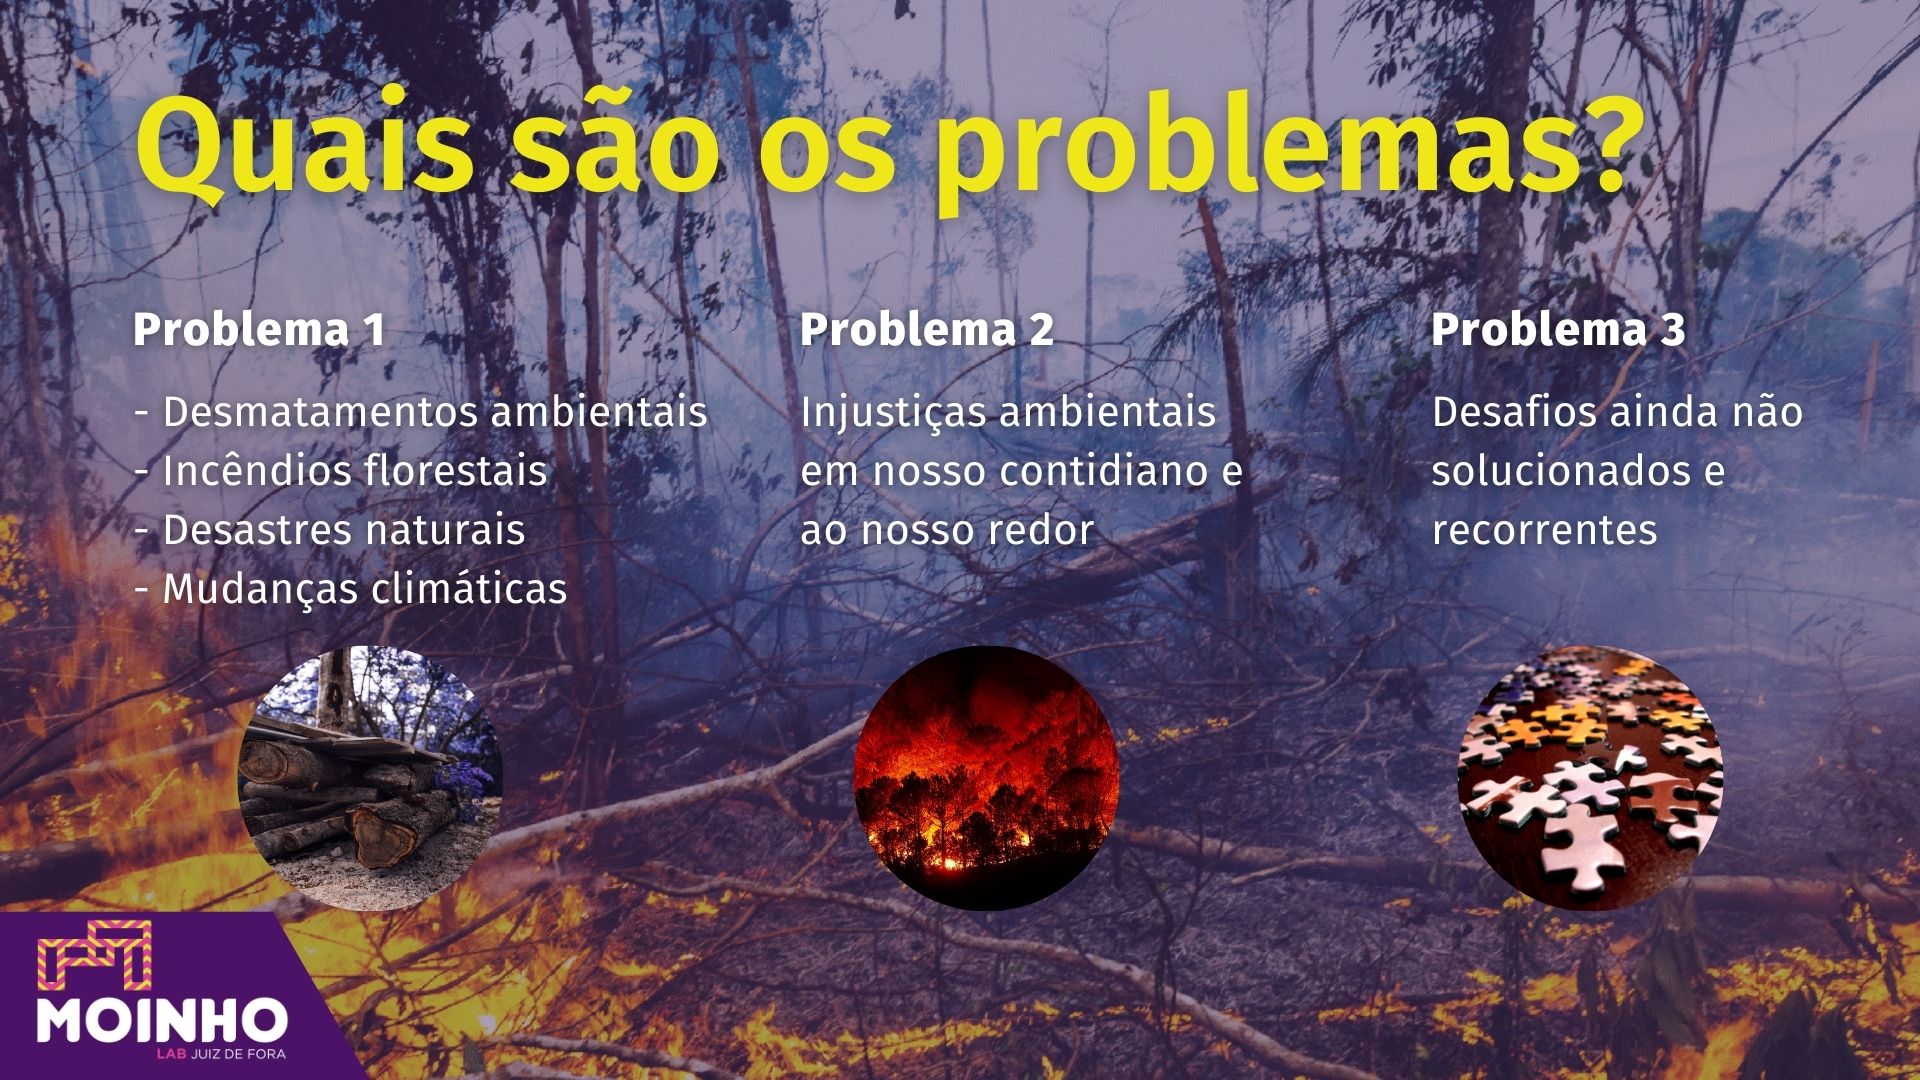 Quais são os problemas?
Problema 1
- Desmatamentos ambientais
- Incêndios florestais
- Desastres naturais
- Mudanças climáticas
Problema 2
Injustiças ambientais
em nosso contidiano e
ao nosso redor
Problema 3
Desafios ainda não
solucionados e
recorrentes
MOINHO
LAB JUIZ DE FORA